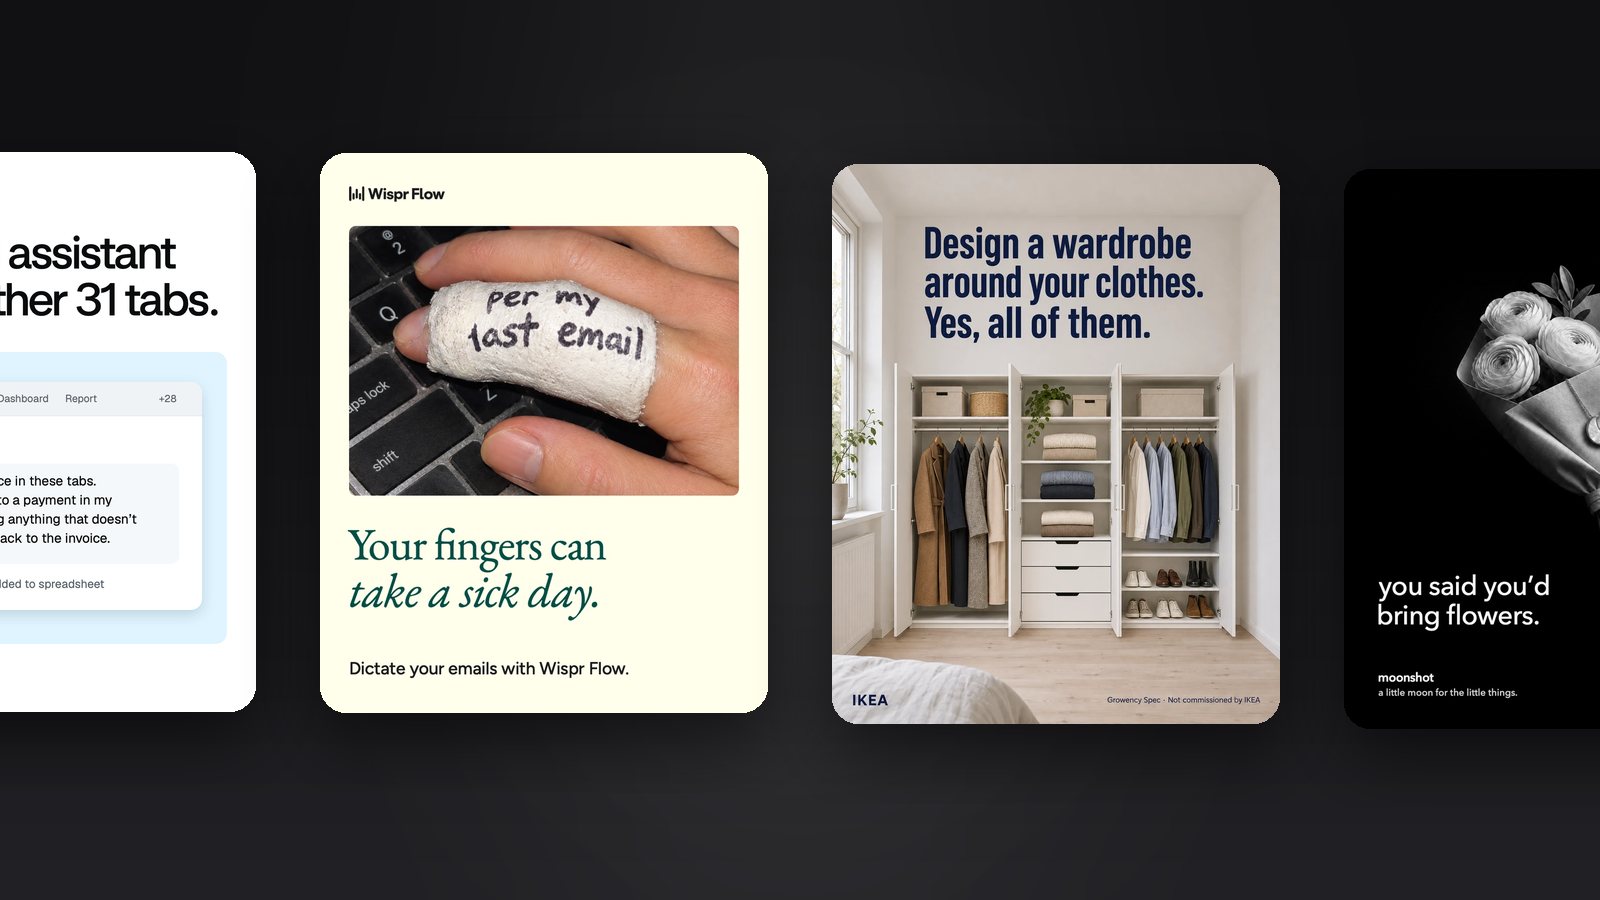 assistant
ther 31 tabs.
Dashboard Report +28
ce in these tabs.
to a payment in my
g anything that doesn't
ack to the invoice.
dded to spreadsheet
Wispr Flow
@
2
Q
aps lock
Z
shift
per my
last email
Your fingers can
take a sick day.
Dictate your emails with Wispr Flow.
Design a wardrobe
around your clothes.
Yes, all of them.
IKEA
Growency Spec · Not commissioned by IKEA
you said you'd
bring flowers.
moonshot
a little moon for the little things.